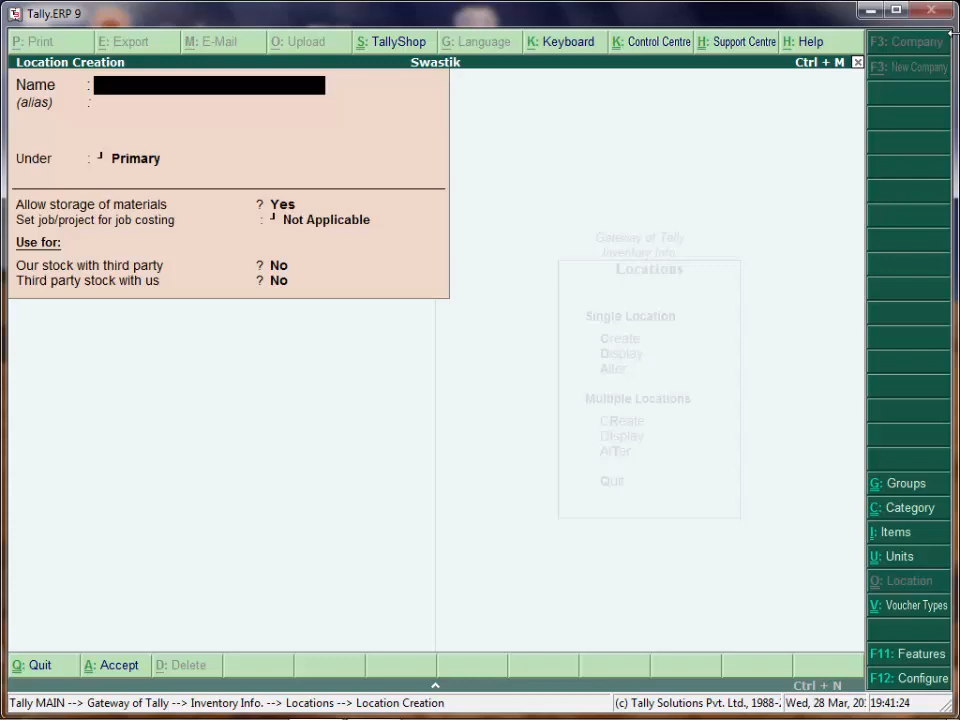 Tally.ERP 9
P: Print E: Export M: E-Mail O: Upload S: TallyShop G: Language K: Keyboard K: Control Centre H: Support Centre H: Help F3: Company
Location Creation Swastik Ctrl + M
F3: New Company
Name :
(alias) :
Under : ┘ Primary
Allow storage of materials ? Yes
Set job/project for job costing : ┘ Not Applicable
Use for:
Our stock with third party ? No
Third party stock with us ? No
Gateway of Tally
Inventory Info.
Locations
Single Location
Create
Display
Alter
Multiple Locations
CReate
DIsplay
AlTer
Quit
G: Groups
C: Category
I: Items
U: Units
O: Location
V: Voucher Types
F11: Features
F12: Configure
Q: Quit A: Accept D: Delete
Ctrl + N
Tally MAIN --> Gateway of Tally --> Inventory Info. --> Locations --> Location Creation (c) Tally Solutions Pvt. Ltd., 1988-2 Wed, 28 Mar, 20 19:41:24